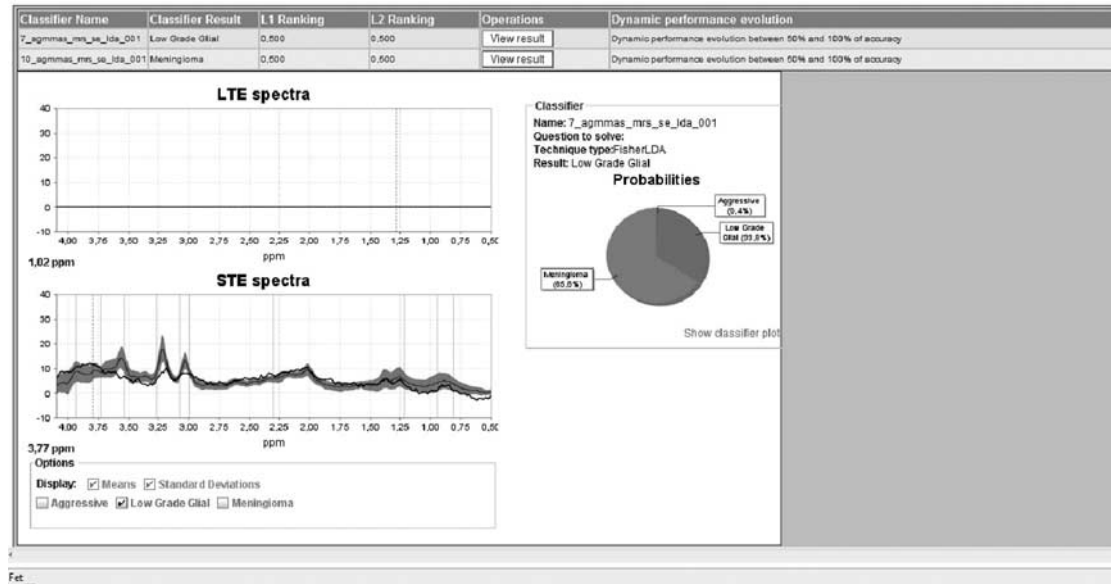 Classifier Name Classifier Result L1 Ranking L2 Ranking Operations Dynamic performance evolution
7_agmmas_mrs_se_lda_001 Low Grade Glial 0,500 0,500 View result Dynamic performance evolution between 50% and 100% of accuracy
10_agmmas_mrs_se_lda_001 Meningioma 0,500 0,500 View result Dynamic performance evolution between 50% and 100% of accuracy
LTE spectra
40
30
20
10
0
-10
4,00 3,75 3,50 3,25 3,00 2,75 2,50 2,25 2,00 1,75 1,50 1,25 1,00 0,75 0,50
ppm
1,02 ppm
STE spectra
40
30
20
10
0
-10
4,00 3,75 3,50 3,25 3,00 2,75 2,50 2,25 2,00 1,75 1,50 1,25 1,00 0,75 0,50
ppm
3,77 ppm
Options
Display: Means Standard Deviations
Aggressive Low Grade Glial Meningioma
Classifier
Name: 7_agmmas_mrs_se_lda_001
Question to solve:
Technique type:FisherLDA
Result: Low Grade Glial
Probabilities
Aggressive
(0,4%)
Low Grade
Glial
Meningioma
Show classifier plot
Fet